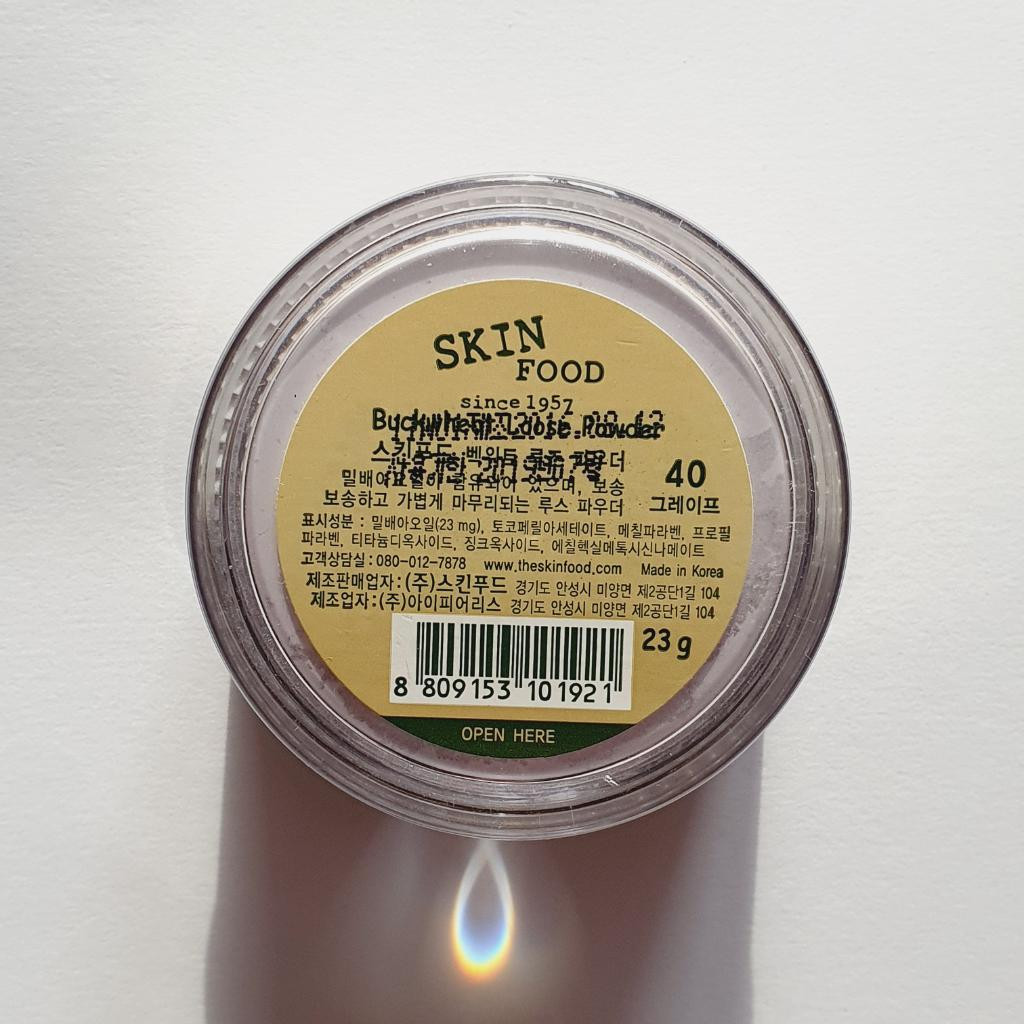 SKIN
FOOD
since 1957
Buckwheat Loose Powder
스킨푸드 파우더
있으며, 보송
보송하고 가볍게 마무리되는 루스 파우더
40
그레이프
표시성분 : 밀배아오일(23 mg), 토코페릴아세테이트, 메칠파라벤, 프로필
파라벤, 티타늄디옥사이드, 징크옥사이드, 에칠헥실메톡시신나메이트
고객상담실 : 080-012-7878 www.theskinfood.com Made in Korea
제조판매업자 : (주)스킨푸드 경기도 안성시 미양면 제2공단1길 104
제조업자 : (주)아이피어리스 경기도 안성시 미양면 제2공단1길 104
23 g
8 809153 101921
OPEN HERE